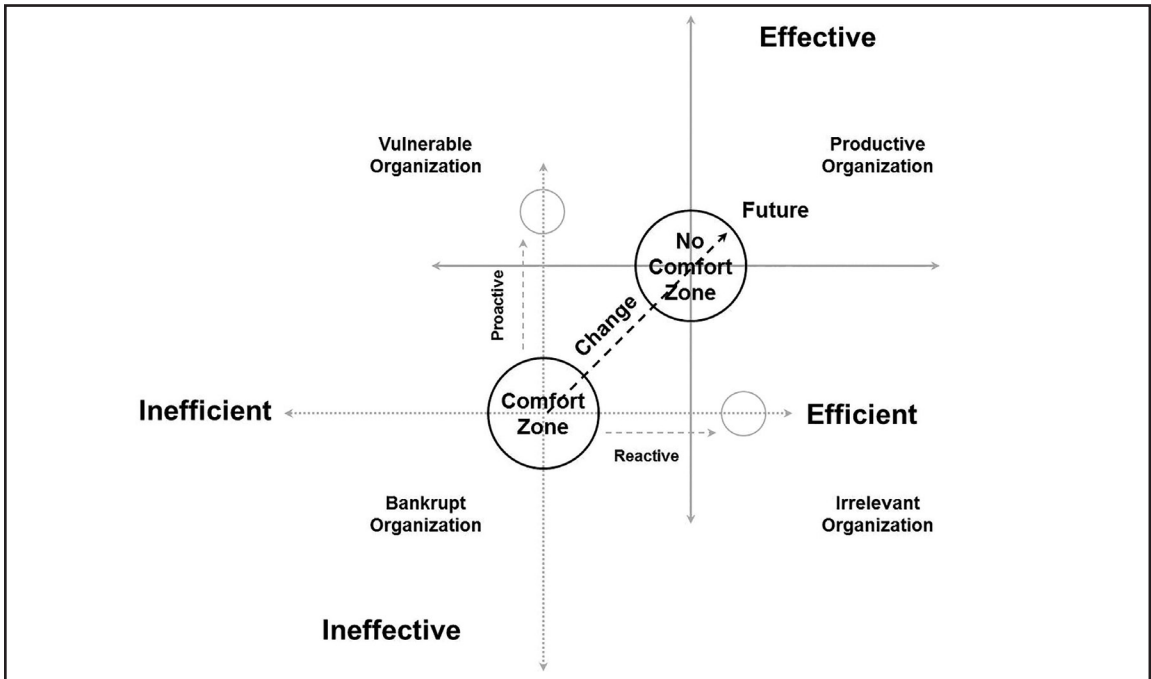 Effective
Vulnerable
Organization
Productive
Organization
Future
No
Comfort
Zone
Proactive
Change
Inefficient
Comfort
Zone
Efficient
Reactive
Bankrupt
Organization
Irrelevant
Organization
Ineffective